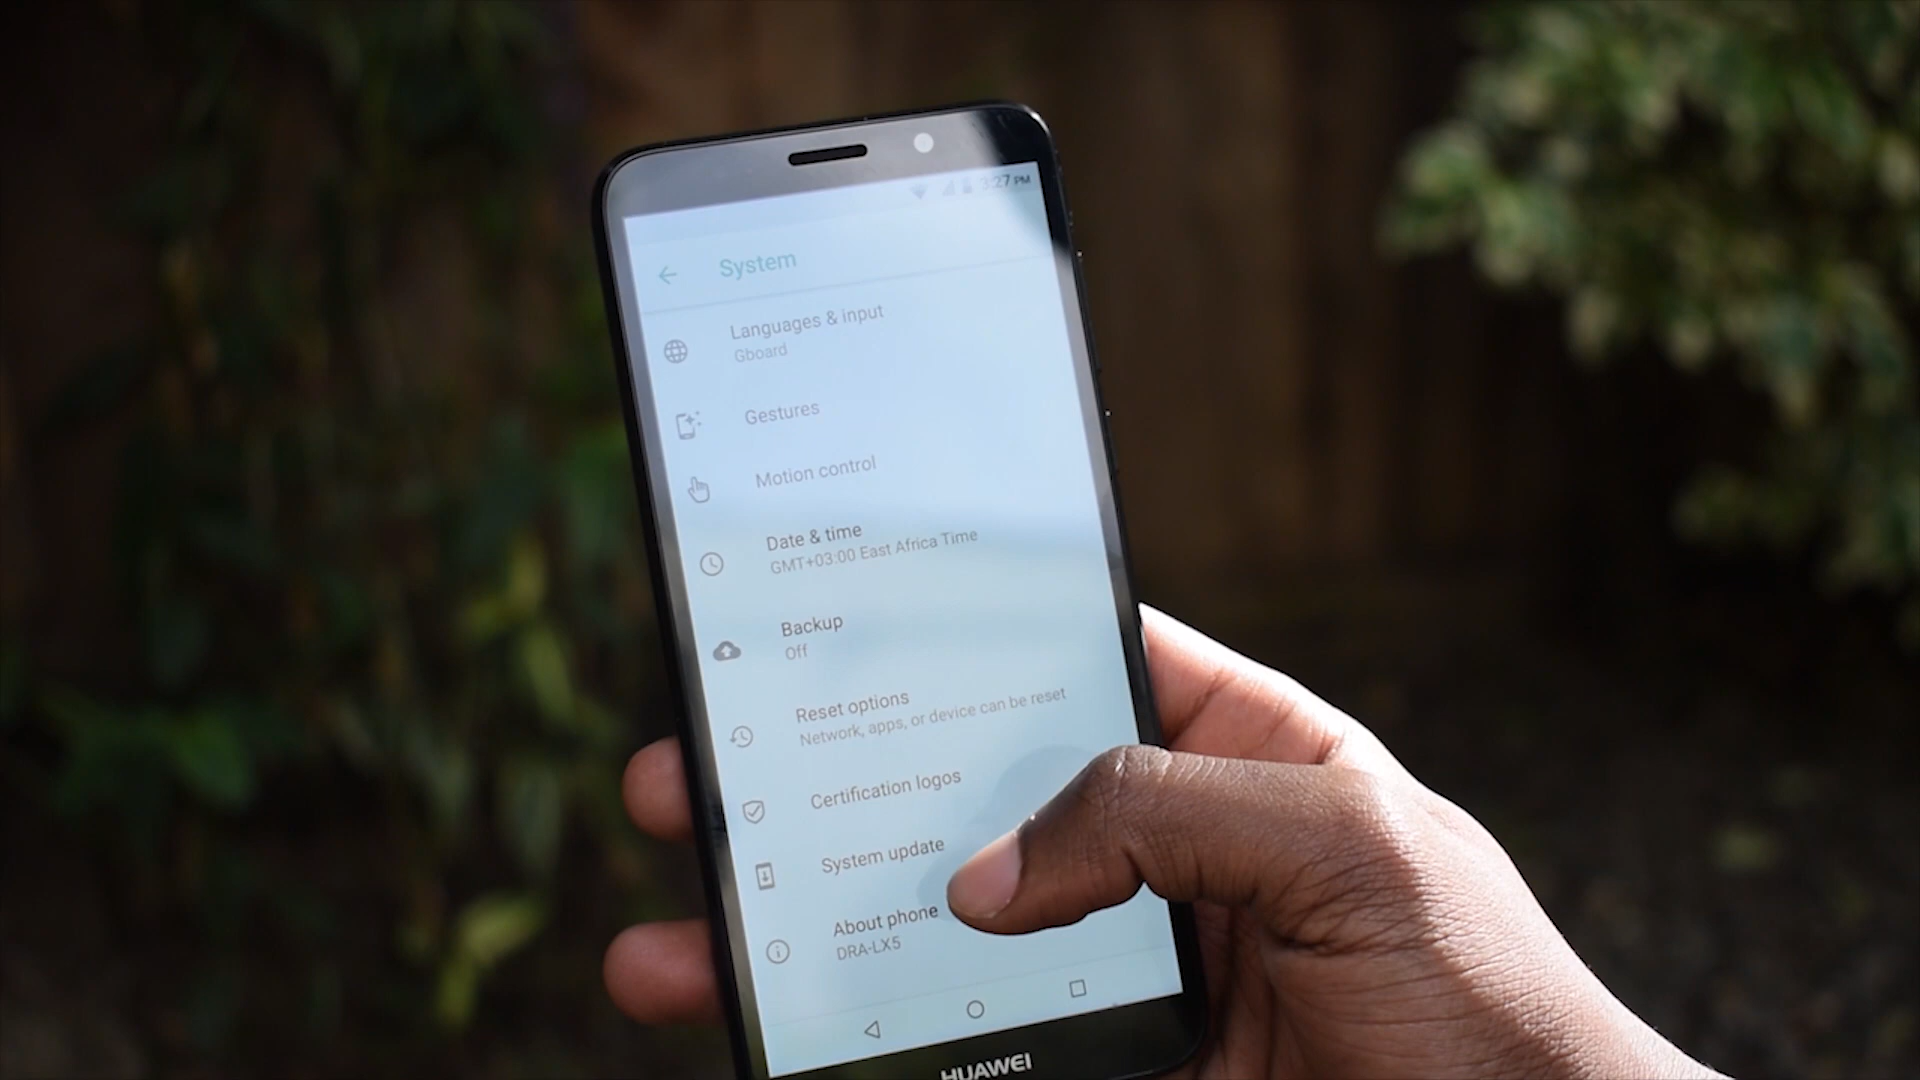 3:27 PM
System
Languages & input
Gboard
Gestures
Motion control
Date & time
GMT+03:00 East Africa Time
Backup
Off
Reset options
Network, apps, or device can be reset
Certification logos
System update
About phone
DRA-LX5
HUAWEI